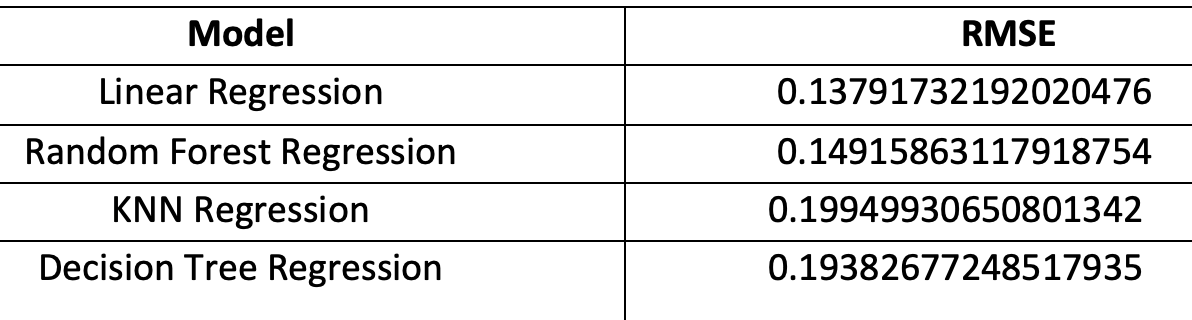 Model RMSE
Linear Regression 0.13791732192020476
Random Forest Regression 0.14915863117918754
KNN Regression 0.19949930650801342
Decision Tree Regression 0.19382677248517935